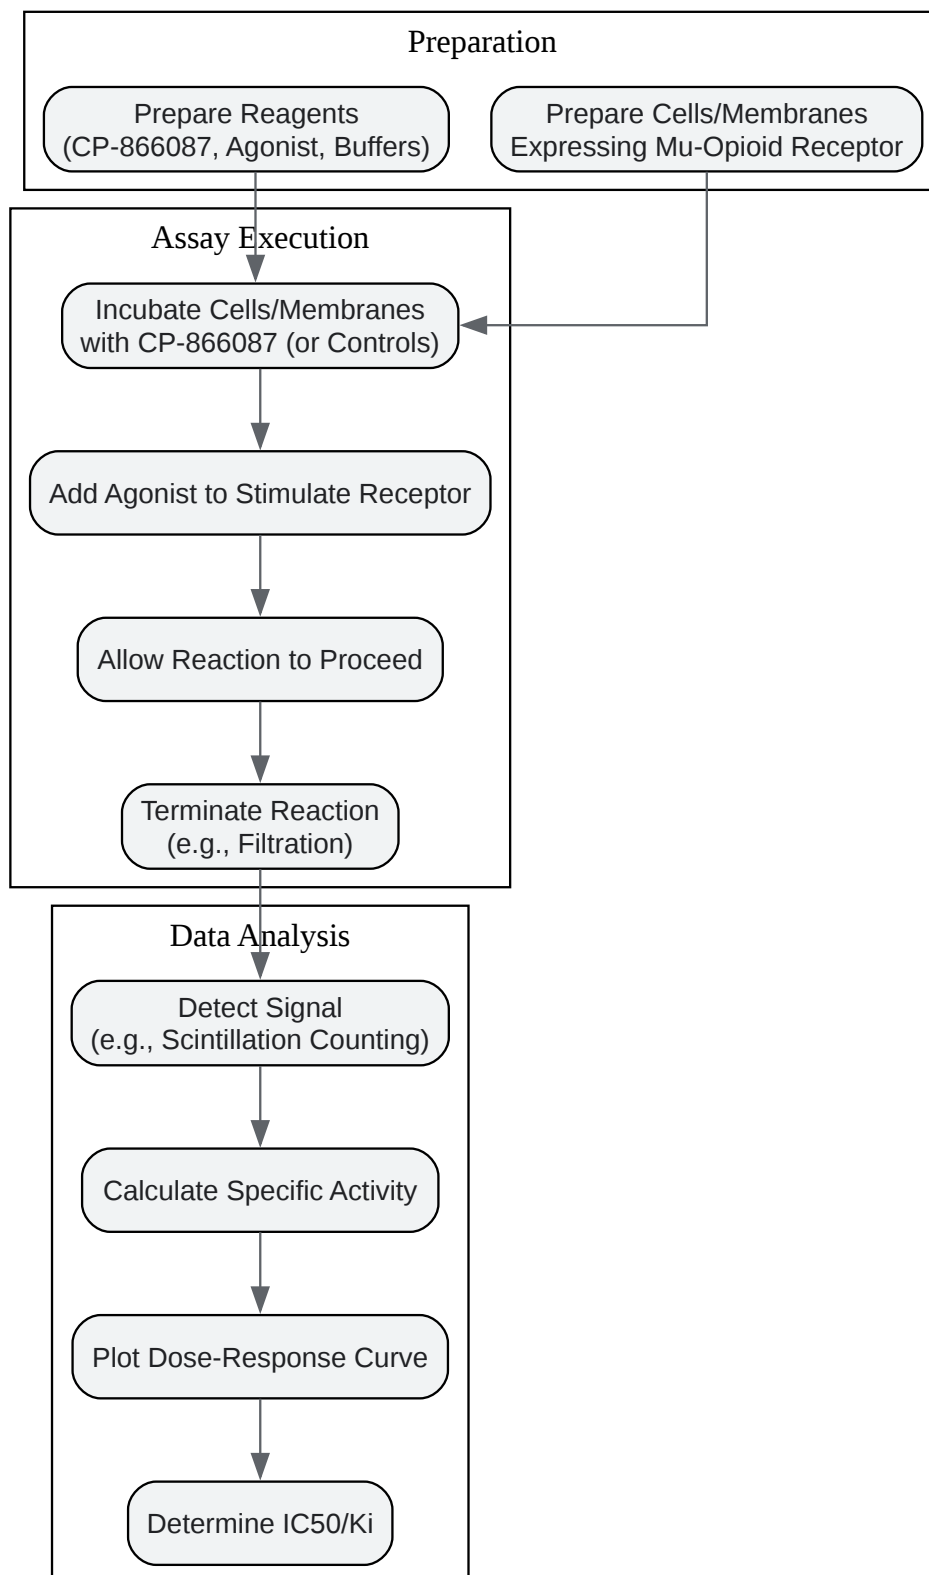 Preparation
Prepare Reagents
(CP-866087, Agonist, Buffers)
Prepare Cells/Membranes
Expressing Mu-Opioid Receptor
Assay Execution
Incubate Cells/Membranes
with CP-866087 (or Controls)
Add Agonist to Stimulate Receptor
Allow Reaction to Proceed
Terminate Reaction
(e.g., Filtration)
Data Analysis
Detect Signal
(e.g., Scintillation Counting)
Calculate Specific Activity
Plot Dose-Response Curve
Determine IC50/Ki